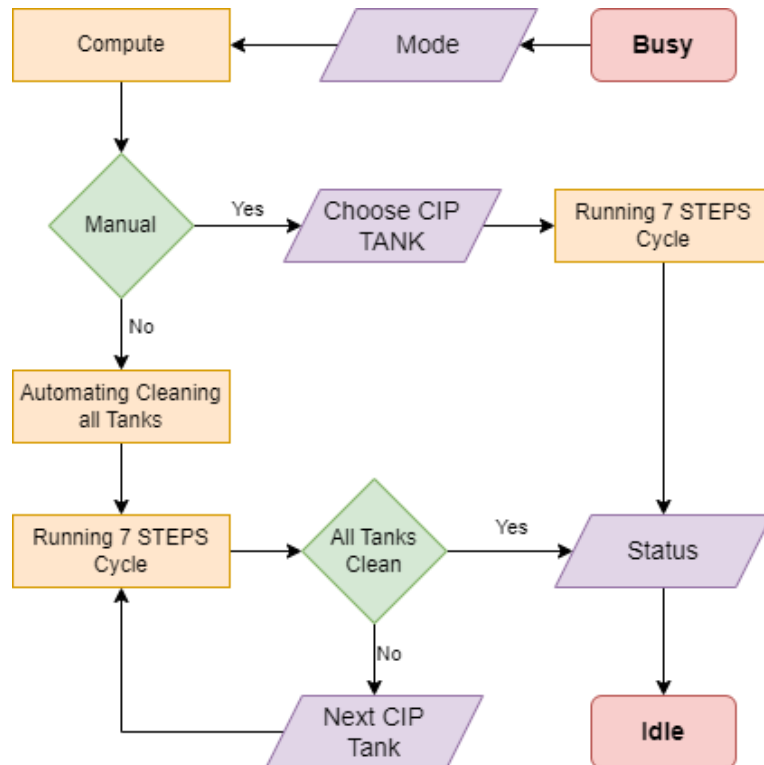 Compute
Mode
Busy
Manual
Yes
Choose CIP
TANK
Running 7 STEPS
Cycle
No
Automating Cleaning
all Tanks
Running 7 STEPS
Cycle
All Tanks
Clean
Yes
Status
No
Next CIP
Tank
Idle